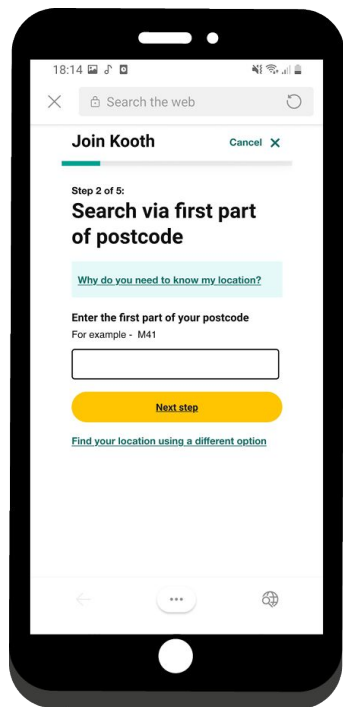 18:14
Search the web
Join Kooth
Cancel X
Step 2 of 5:
Search via first part
of postcode
Why do you need to know my location?
Enter the first part of your postcode
For example - M41
Next step
Find your location using a different option